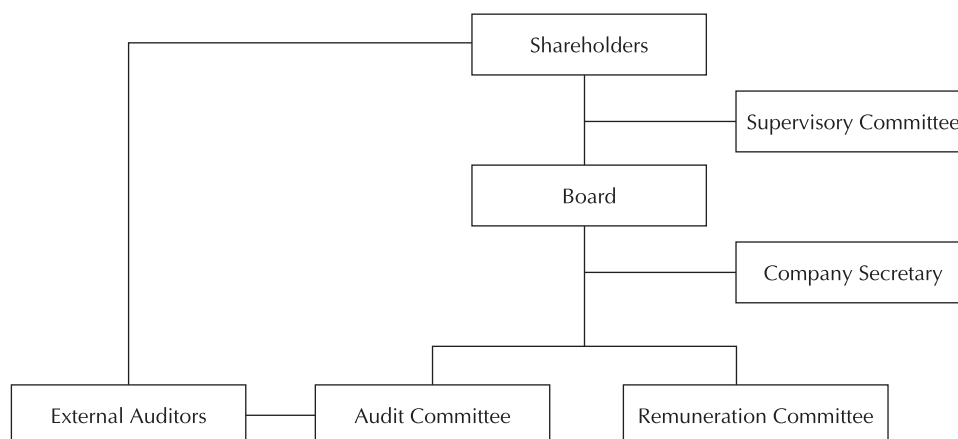 Shareholders
Supervisory Committee
Board
Company Secretary
External Auditors
Audit Committee
Remuneration Committee